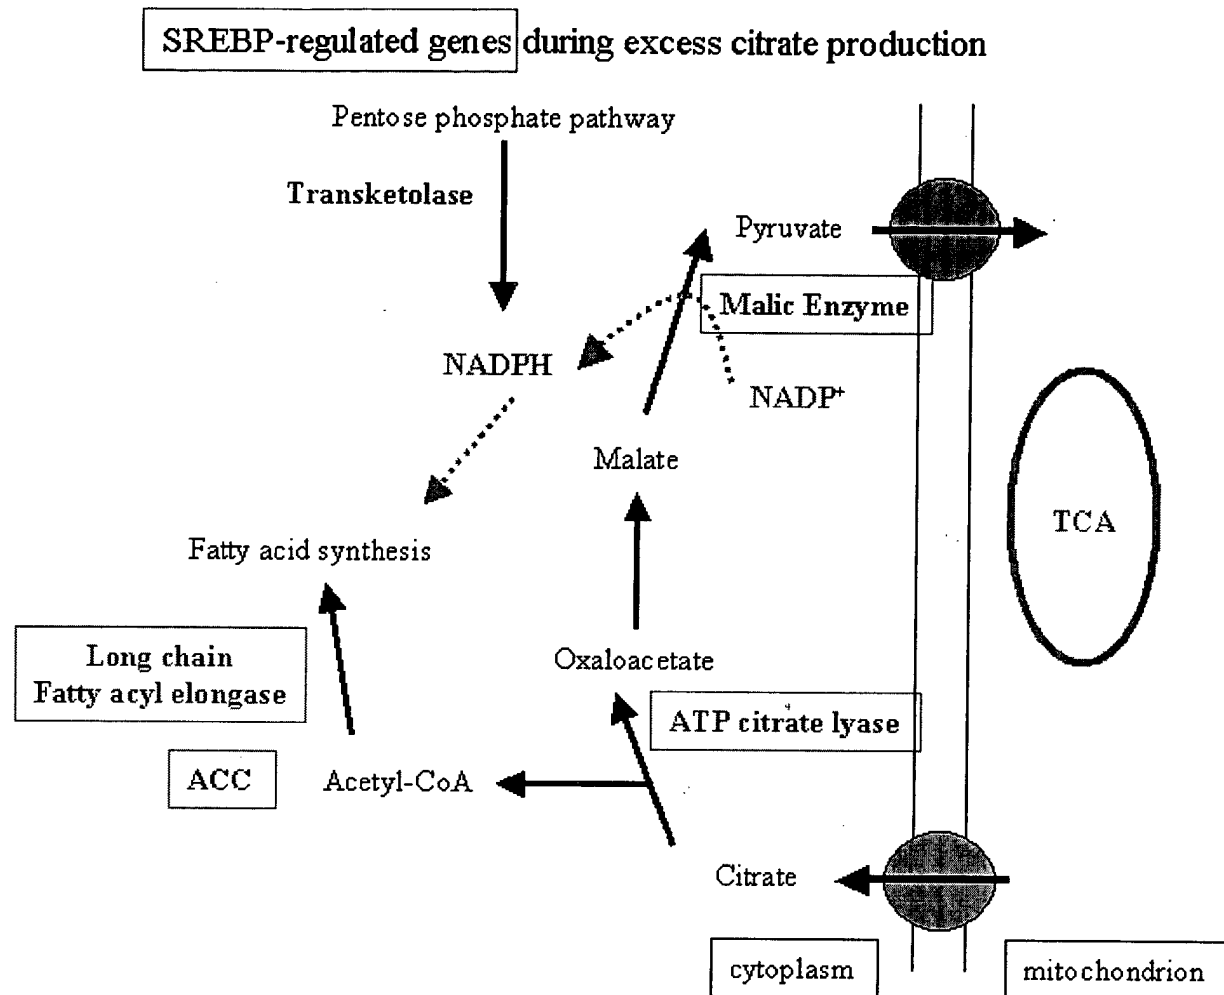 SREBP-regulated genes during excess citrate production
Pentose phosphate pathway
Transketolase
Pyruvate
Malic Enzyme
NADPH
NADP+
Malate
TCA
Fatty acid synthesis
Long chain
Fatty acyl elongase
Oxaloacetate
ATP citrate lyase
ACC
Acetyl-CoA
Citrate
cytoplasm
mitochondrion